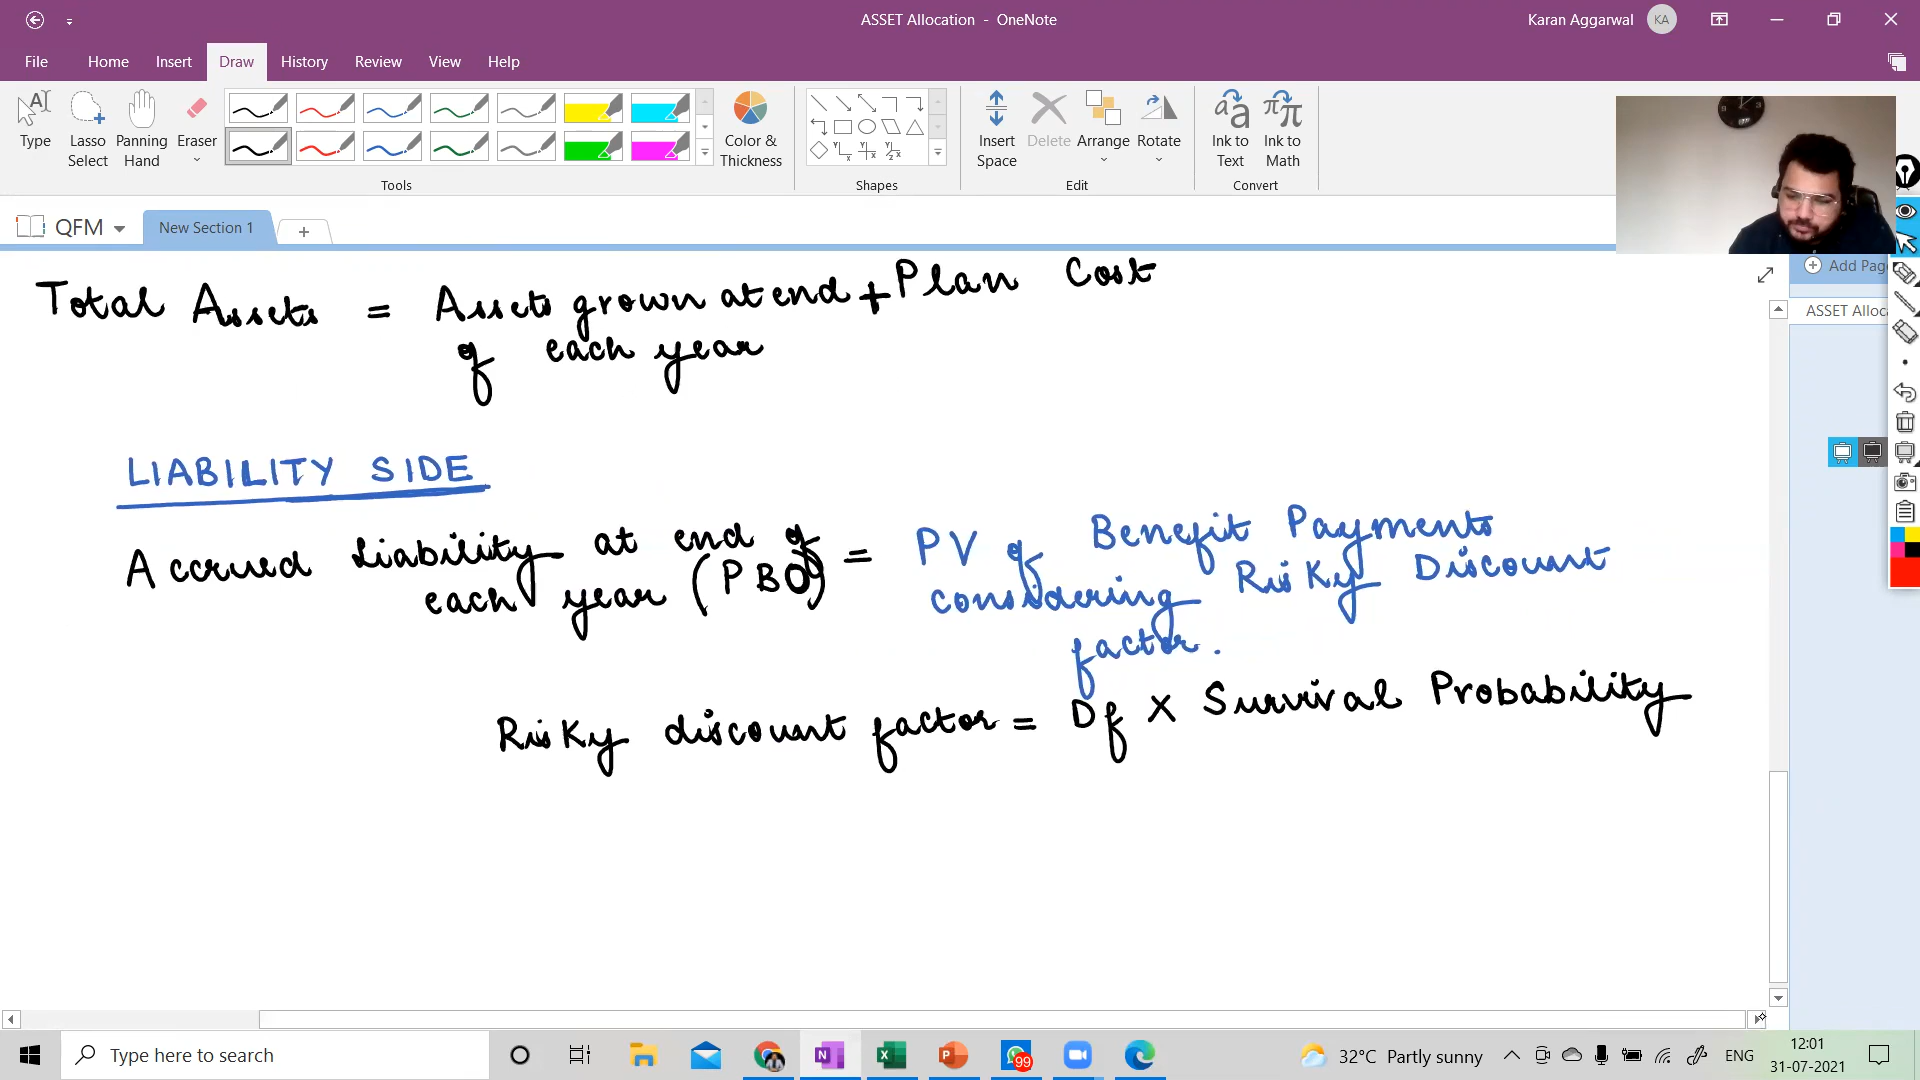 ASSET Allocation - OneNote
Karan Aggarwal KA
File Home Insert Draw History Review View Help
Type Lasso Select Panning Hand Eraser Color & Thickness Insert Space Delete Arrange Rotate Ink to Text Ink to Math
Tools Shapes Edit Convert
QFM New Section 1 +
Add Pag
ASSET Alloc
Total Assets = Assets grown at end + Plan Cost
of each year
LIABILITY SIDE
Accrued Liability at end of = PV of Benefit Payments
each year (PBO) considering Risky Discount
factor.
Risky discount factor = Df X Survival Probability
Type here to search
99
32°C Partly sunny
ENG
12:01
31-07-2021